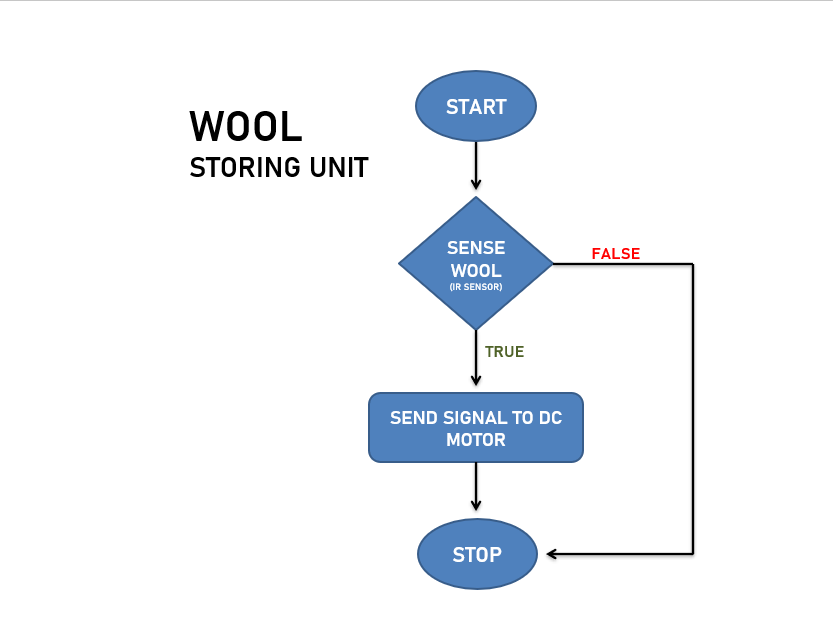 WOOL
STORING UNIT
START
SENSE
WOOL
(IR SENSOR)
FALSE
TRUE
SEND SIGNAL TO DC
MOTOR
STOP